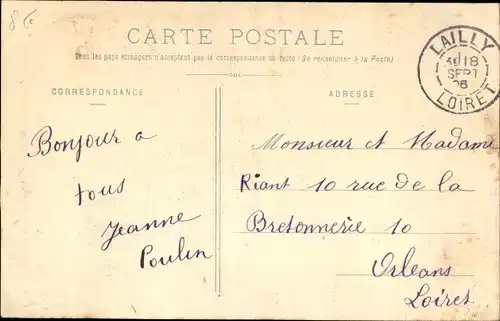 8€
CARTE POSTALE
Tous les pays étrangers n'acceptent pas la correspondance au recto (Se renseigner à la Poste)
CORRESPONDANCE
Bonjour a
tous
Jeanne
Poulin
ADRESSE
Monsieur et Madame
Riant 10 rue de la
Bretonnerie 10
Orleans
Loiret
LAILLY
18
SEPT
06
LOIRET